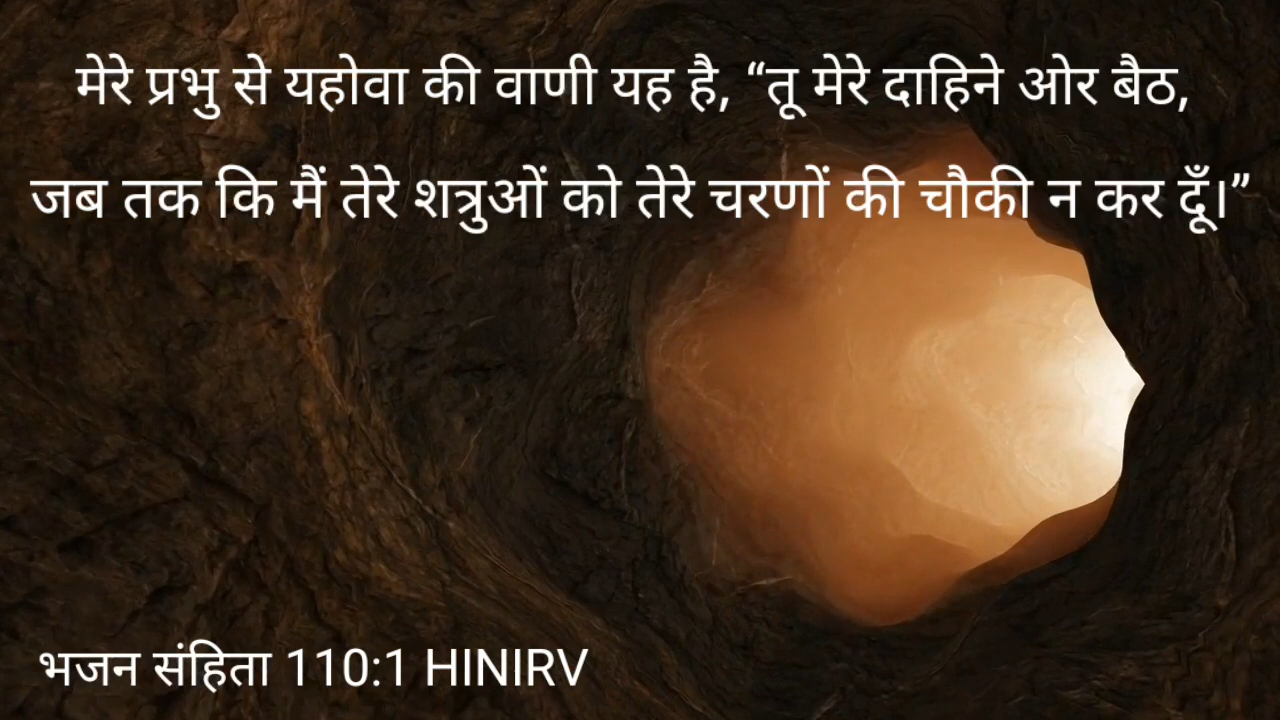 मेरे प्रभु से यहोवा की वाणी यह है, “तू मेरे दाहिने ओर बैठ,
जब तक कि मैं तेरे शत्रुओं को तेरे चरणों की चौकी न कर दूँ।”
भजन संहिता 110:1 HINIRV